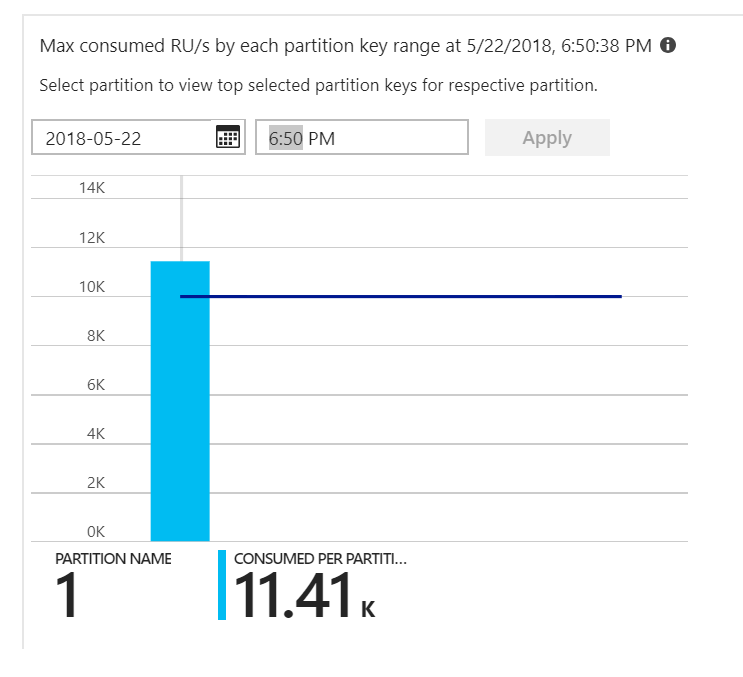 Max consumed RU/s by each partition key range at 5/22/2018, 6:50:38 PM
Select partition to view top selected partition keys for respective partition.
2018-05-22 6:50 PM Apply
14K
12K
10K
8K
6K
4K
2K
0K
PARTITION NAME CONSUMED PER PARTITI...
1 11.41 K